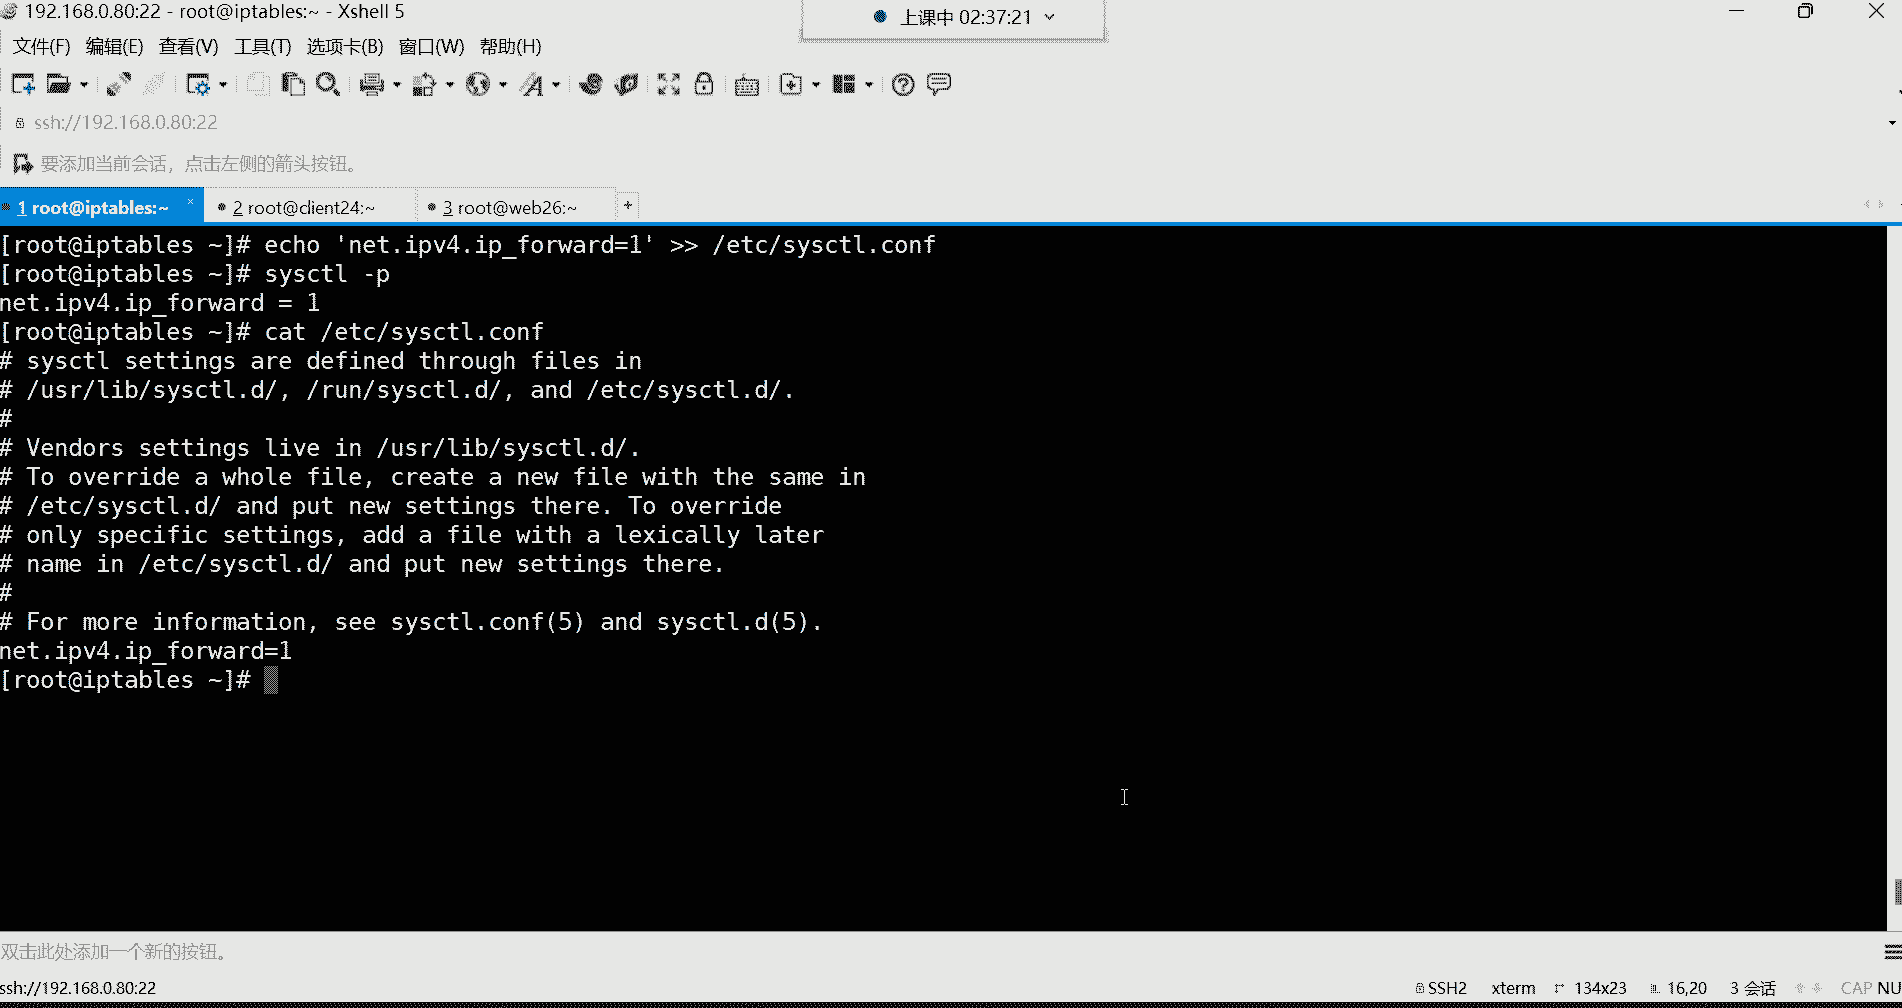 192.168.0.80:22 - root@iptables:~ - Xshell 5
上课中 02:37:21
文件(F) 编辑(E) 查看(V) 工具(T) 选项卡(B) 窗口(W) 帮助(H)
ssh://192.168.0.80:22
要添加当前会话，点击左侧的箭头按钮。
1 root@iptables:~ × 2 root@client24:~ 3 root@web26:~ +
[root@iptables ~]# echo 'net.ipv4.ip_forward=1' >> /etc/sysctl.conf
[root@iptables ~]# sysctl -p
net.ipv4.ip_forward = 1
[root@iptables ~]# cat /etc/sysctl.conf
# sysctl settings are defined through files in
# /usr/lib/sysctl.d/, /run/sysctl.d/, and /etc/sysctl.d/.
#
# Vendors settings live in /usr/lib/sysctl.d/.
# To override a whole file, create a new file with the same in
# /etc/sysctl.d/ and put new settings there. To override
# only specific settings, add a file with a lexically later
# name in /etc/sysctl.d/ and put new settings there.
#
# For more information, see sysctl.conf(5) and sysctl.d(5).
net.ipv4.ip_forward=1
[root@iptables ~]#
双击此处添加一个新的按钮。
ssh://192.168.0.80:22 SSH2 xterm 134x23 16,20 3 会话 CAP NU